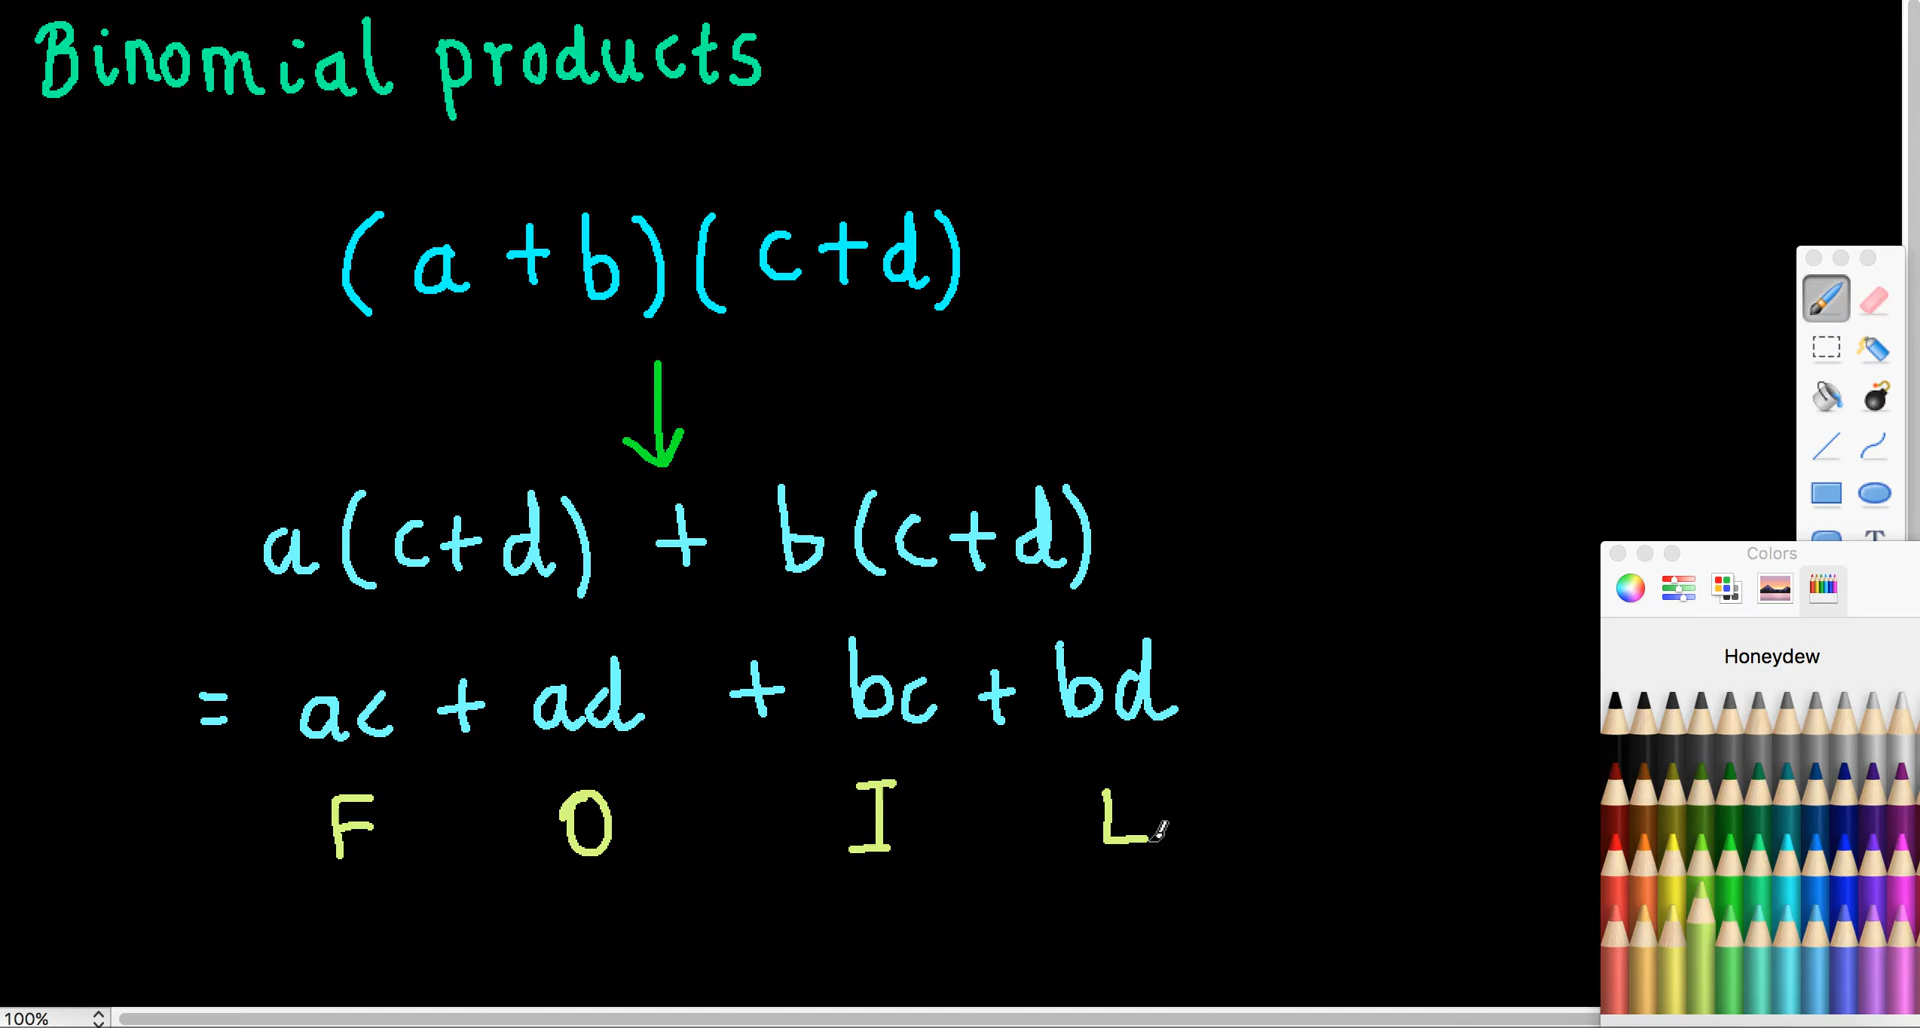 Binomial products
(a+b)(c+d)
↓
a(c+d) + b(c+d)
= ac + ad + bc + bd
F O I L
Colors
Honeydew
100%